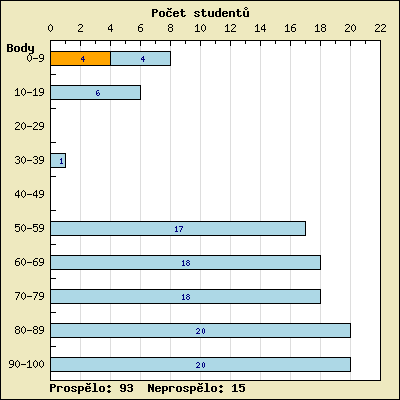 Počet studentů
0 2 4 6 8 10 12 14 16 18 20 22
Body
0-9 4 4
10-19 6
20-29
30-39 1
40-49
50-59 17
60-69 18
70-79 18
80-89 20
90-100 20
Prospělo: 93 Neprospělo: 15